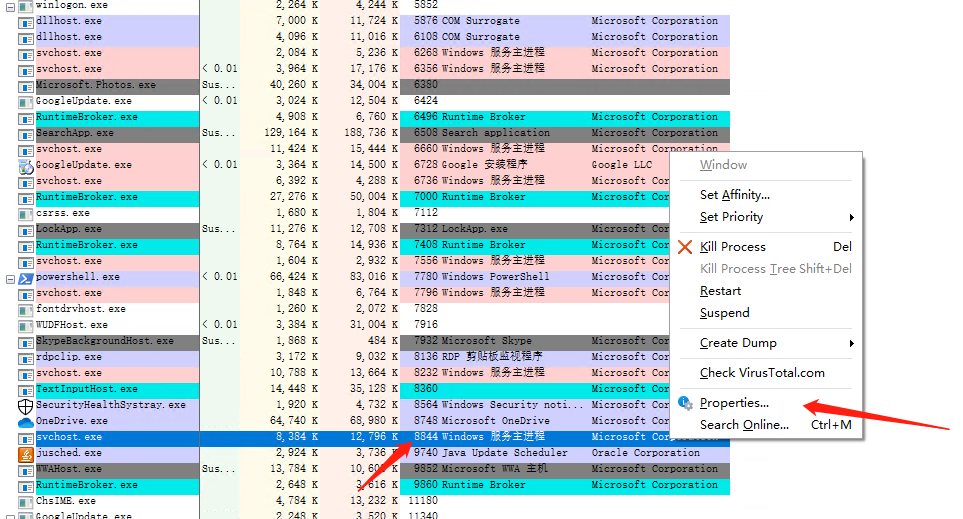 winlogon.exe 2,264 K 4,244 K 5852
dllhost.exe 7,000 K 11,724 K 5876 COM Surrogate Microsoft Corporation
dllhost.exe 4,096 K 11,016 K 6108 COM Surrogate Microsoft Corporation
svchost.exe 2,084 K 5,236 K 6268 Windows 服务主进程 Microsoft Corporation
svchost.exe < 0.01 3,964 K 17,176 K 6356 Windows 服务主进程 Microsoft Corporation
Microsoft.Photos.exe Sus... 40,260 K 34,004 K 6380
GoogleUpdate.exe < 0.01 3,024 K 12,504 K 6424
RuntimeBroker.exe 4,908 K 6,760 K 6496 Runtime Broker Microsoft Corporation
SearchApp.exe Sus... 129,164 K 188,736 K 6508 Search application Microsoft Corporation
svchost.exe 11,424 K 15,444 K 6660 Windows 服务主进程 Microsoft Corporation
GoogleUpdate.exe < 0.01 3,364 K 14,500 K 6728 Google 安装程序 Google LLC
svchost.exe 6,392 K 4,288 K 6736 Windows 服务主进程 Microsoft Cor
RuntimeBroker.exe 27,276 K 50,004 K 7000 Runtime Broker Microsoft Cor
csrss.exe 1,680 K 1,804 K 7112
LockApp.exe Sus... 11,276 K 12,708 K 7312 LockApp.exe Microsoft Cor
RuntimeBroker.exe 8,764 K 14,936 K 7408 Runtime Broker Microsoft Cor
svchost.exe 1,604 K 2,932 K 7556 Windows 服务主进程 Microsoft Cor
powershell.exe < 0.01 66,424 K 83,016 K 7780 Windows PowerShell Microsoft Cor
svchost.exe 1,848 K 6,764 K 7796 Windows 服务主进程 Microsoft Cor
fontdrvhost.exe 1,260 K 2,072 K 7828
WUDFHost.exe < 0.01 3,384 K 31,004 K 7916
SkypeBackgroundHost.exe Sus... 1,868 K 484 K 7932 Microsoft Skype Microsoft Cor
rdpclip.exe 3,172 K 9,032 K 8136 RDP 剪贴板监视程序 Microsoft Cor
svchost.exe 10,788 K 13,664 K 8232 Windows 服务主进程 Microsoft Cor
TextInputHost.exe 14,448 K 35,128 K 8360 Microsoft Cor
SecurityHealthSystray.exe 1,920 K 4,732 K 8564 Windows Security noti... Microsoft Cor
OneDrive.exe 64,740 K 68,980 K 8748 Microsoft OneDrive Microsoft Cor
svchost.exe 8,384 K 12,796 K 8844 Windows 服务主进程 Microsoft Corporation
jusched.exe 2,924 K 3,736 K 9740 Java Update Scheduler Oracle Corporation
WWAHost.exe Sus... 13,784 K 10,60 K 9852 Microsoft WWA 主机 Microsoft Corporation
RuntimeBroker.exe 2,648 K 616 K 9860 Runtime Broker Microsoft Corporation
ChsIME.exe 4,784 K 13,232 K 11180
GoogleUpdate.exe 2,248 K 3,520 K 11340
Window
Set Affinity...
Set Priority
Kill Process Del
Kill Process Tree Shift+Del
Restart
Suspend
Create Dump
Check VirusTotal.com
Properties...
Search Online... Ctrl+M